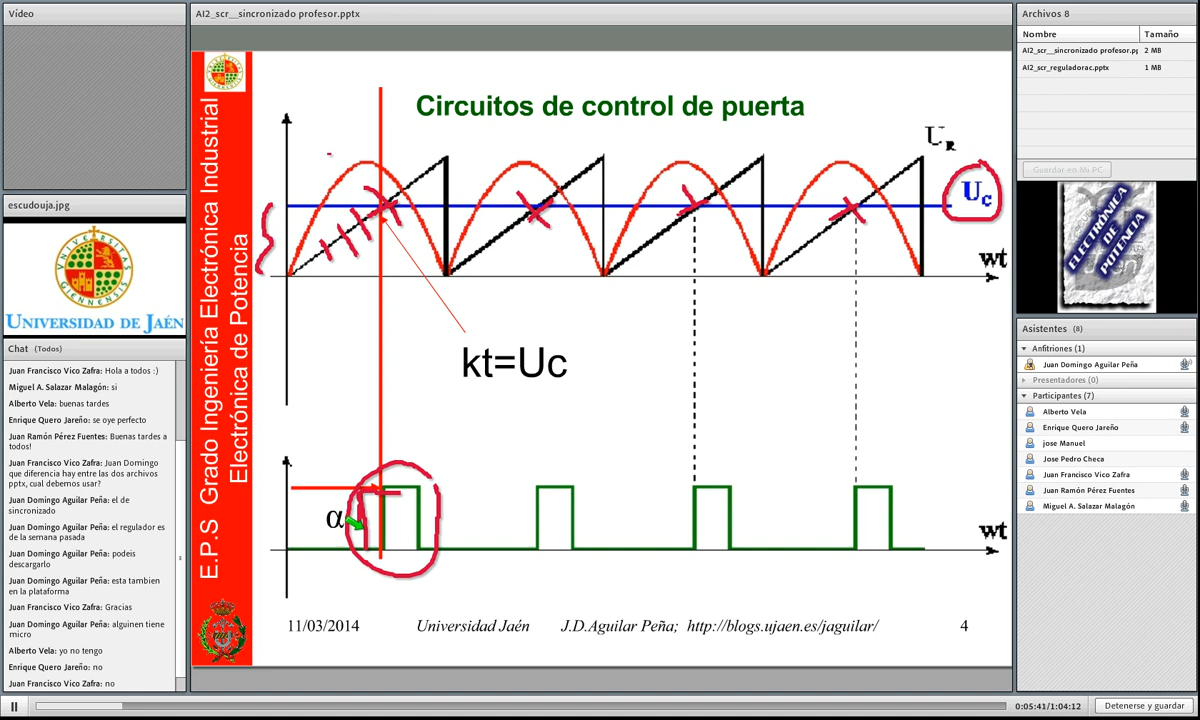 Vídeo
AI2_scr__sincronizado profesor.pptx
Archivos 8
Nombre
Tamaño
AI2_scr__sincronizado profesor.pp
2 MB
AI2_scr_reguladorac.pptx
1 MB
Guardar en Mi PC
escudouja.jpg
UNIVERSITAS
GIENNENSIS
UNIVERSIDAD DE JAÉN
Chat (Todos)
Juan Francisco Vico Zafra: Hola a todos :)
Miguel A. Salazar Malagón: si
Alberto Vela: buenas tardes
Enrique Quero Jareño: se oye perfecto
Juan Ramón Pérez Fuentes: Buenas tardes a
todos!
Juan Francisco Vico Zafra: Juan Domingo
que diferencia hay entre las dos archivos
pptx, cual debemos usar?
Juan Domingo Aguilar Peña: el de
sincronizado
Juan Domingo Aguilar Peña: el regulador es
de la semana pasada
Juan Domingo Aguilar Peña: podeis
descargarlo
Juan Domingo Aguilar Peña: esta tambien
en la plataforma
Juan Francisco Vico Zafra: Gracias
Juan Domingo Aguilar Peña: alguinen tiene
micro
Alberto Vela: yo no tengo
Enrique Quero Jareño: no
Juan Francisco Vico Zafra: no
E.P.S Grado Ingeniería Electrónica Industrial
Electrónica de Potencia
Circuitos de control de puerta
UR
Uc
wt
kt=Uc
α
wt
11/03/2014
Universidad Jaén
J.D.Aguilar Peña; http://blogs.ujaen.es/jaguilar/
4
ELECTRÓNICA
DE
POTENCIA
Asistentes (8)
Anfitriones (1)
Juan Domingo Aguilar Peña
Presentadores (0)
Participantes (7)
Alberto Vela
Enrique Quero Jareño
jose Manuel
Jose Pedro Checa
Juan Francisco Vico Zafra
Juan Ramón Pérez Fuentes
Miguel A. Salazar Malagón
0:05:41/1:04:12
Detenerse y guardar